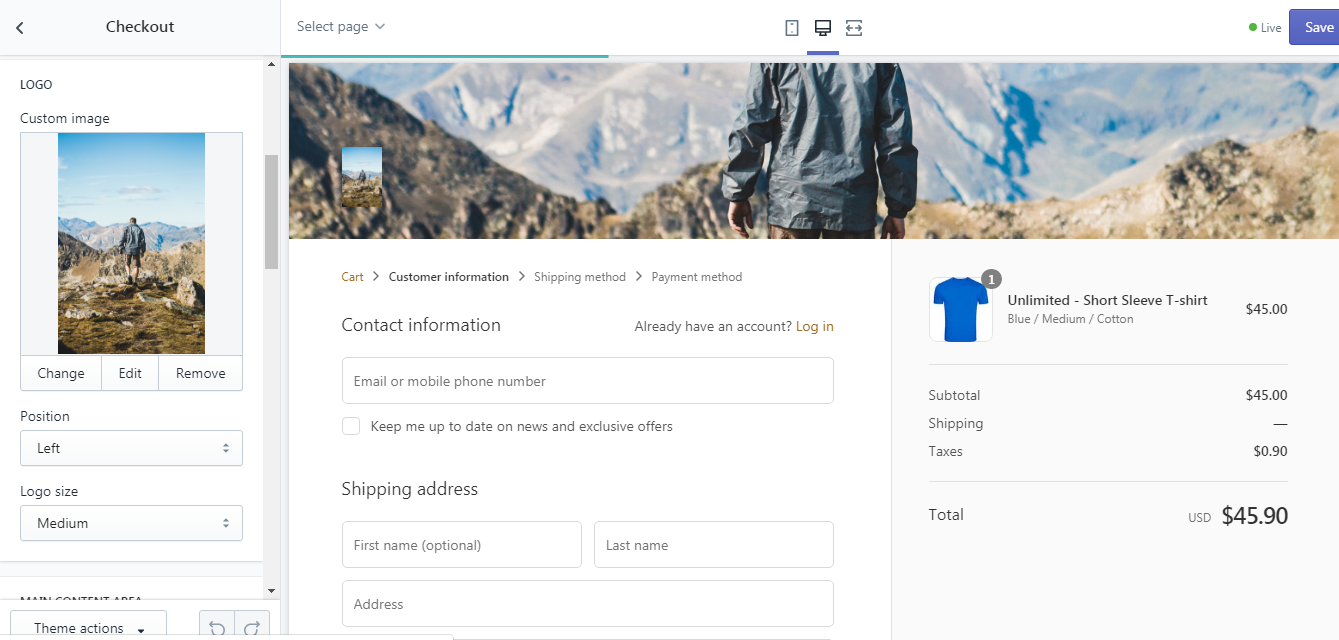 Checkout
Select page
Live
Save
LOGO
Custom image
Change Edit Remove
Position
Left
Logo size
Medium
MAIN CONTENT AREA
Theme actions
Cart > Customer information > Shipping method > Payment method
Contact information
Already have an account? Log in
Email or mobile phone number
Keep me up to date on news and exclusive offers
Shipping address
First name (optional) Last name
Address
1
Unlimited - Short Sleeve T-shirt
Blue / Medium / Cotton
$45.00
Subtotal $45.00
Shipping —
Taxes $0.90
Total USD $45.90